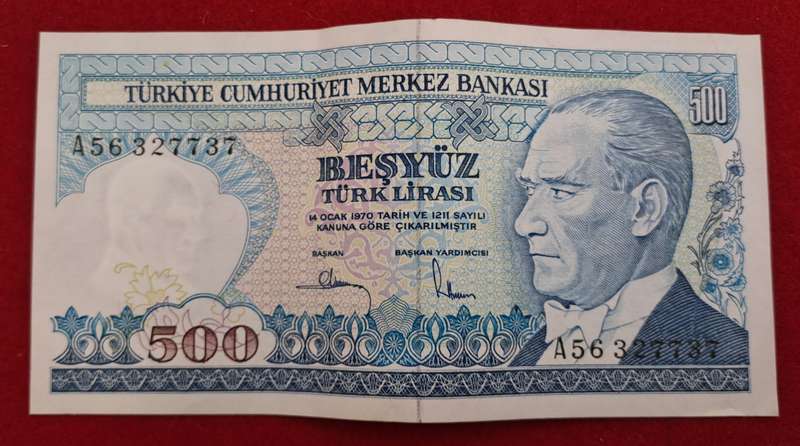 TÜRKİYE CUMHURİYET MERKEZ BANKASI
500
A56 327737
BEŞYÜZ
TÜRK LİRASI
14 OCAK 1970 TARİH VE 1211 SAYILI
KANUNA GÖRE ÇIKARILMIŞTIR
BAŞKAN BAŞKAN YARDIMCISI
500
A56 327737